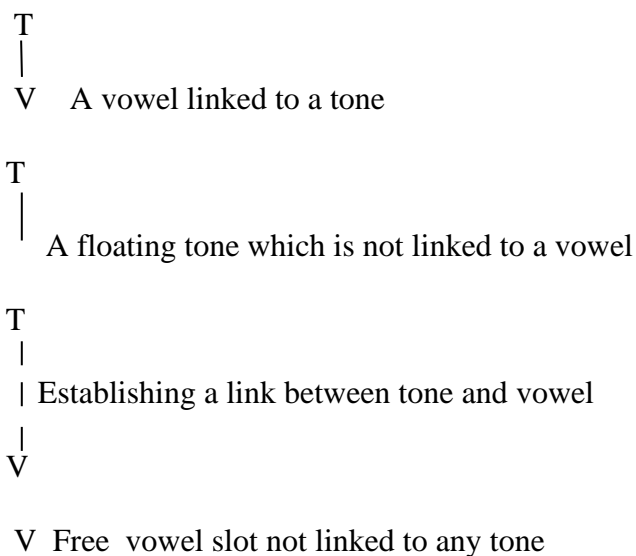 T
V A vowel linked to a tone
T
A floating tone which is not linked to a vowel
T
Establishing a link between tone and vowel
V
V Free vowel slot not linked to any tone